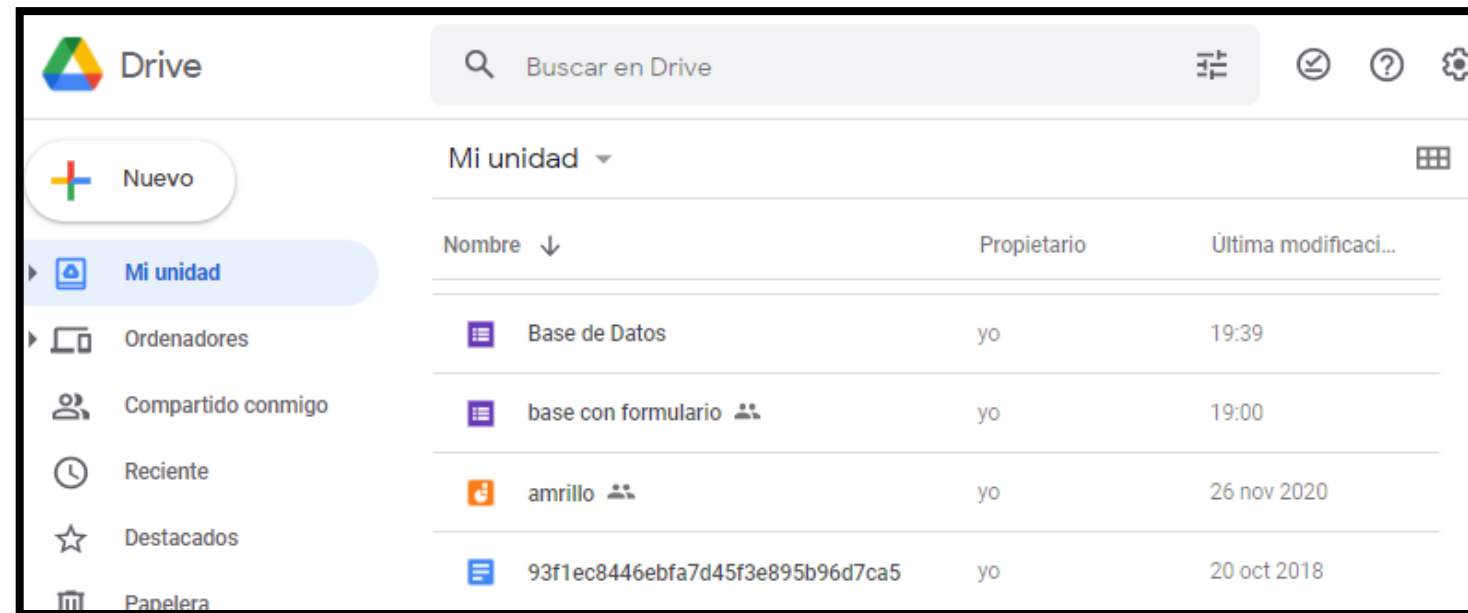 Drive
Buscar en Drive
Nuevo
Mi unidad
Nombre Propietario Última modificaci...
Mi unidad
Ordenadores
Compartido conmigo
Reciente
Destacados
Papelera
Base de Datos yo 19:39
base con formulario yo 19:00
amrillo yo 26 nov 2020
93f1ec8446ebfa7d45f3e895b96d7ca5 yo 20 oct 2018